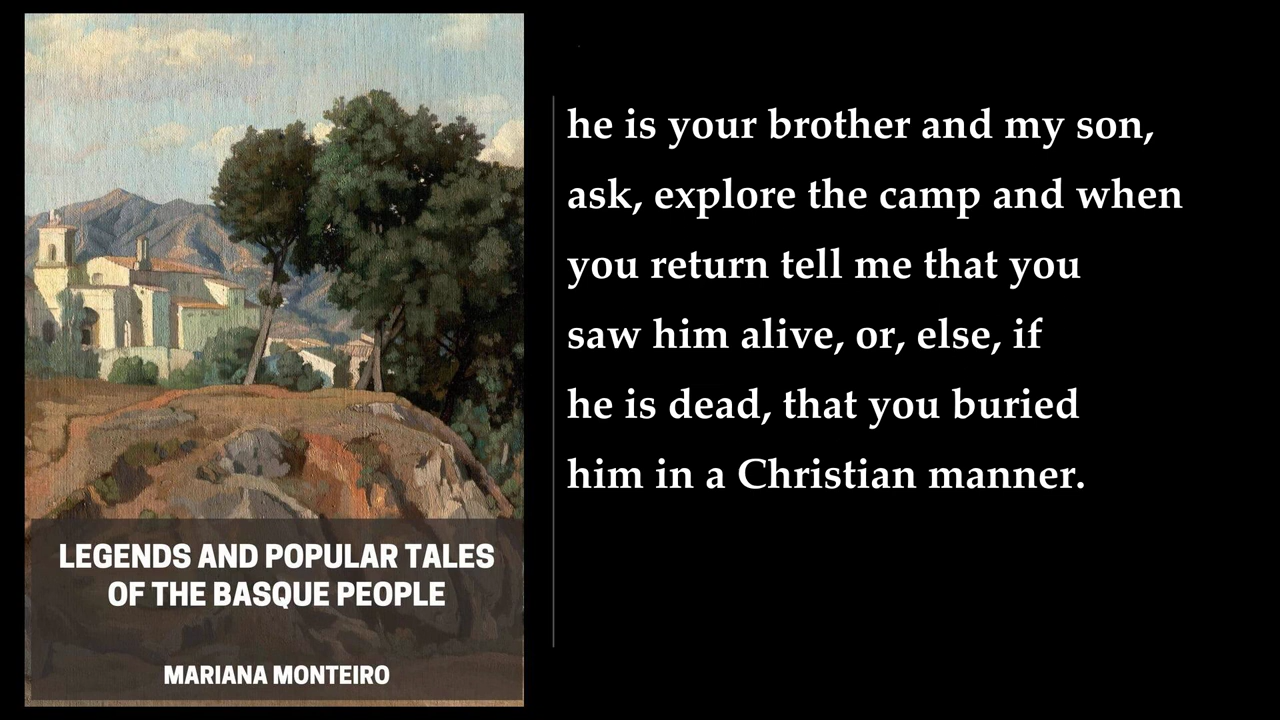 he is your brother and my son,
ask, explore the camp and when
you return tell me that you
saw him alive, or, else, if
he is dead, that you buried
him in a Christian manner.
LEGENDS AND POPULAR TALES
OF THE BASQUE PEOPLE
MARIANA MONTEIRO